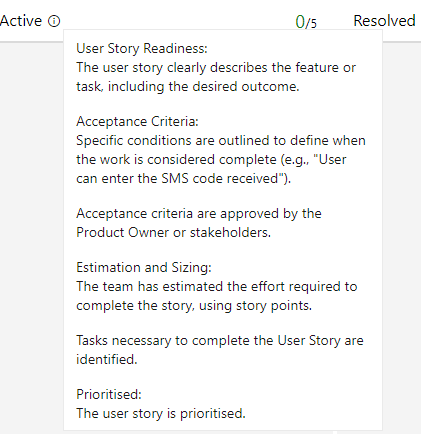 Active ⓘ 0/5 Resolved
User Story Readiness:
The user story clearly describes the feature or
task, including the desired outcome.
Acceptance Criteria:
Specific conditions are outlined to define when
the work is considered complete (e.g., "User
can enter the SMS code received").
Acceptance criteria are approved by the
Product Owner or stakeholders.
Estimation and Sizing:
The team has estimated the effort required to
complete the story, using story points.
Tasks necessary to complete the User Story are
identified.
Prioritised:
The user story is prioritised.